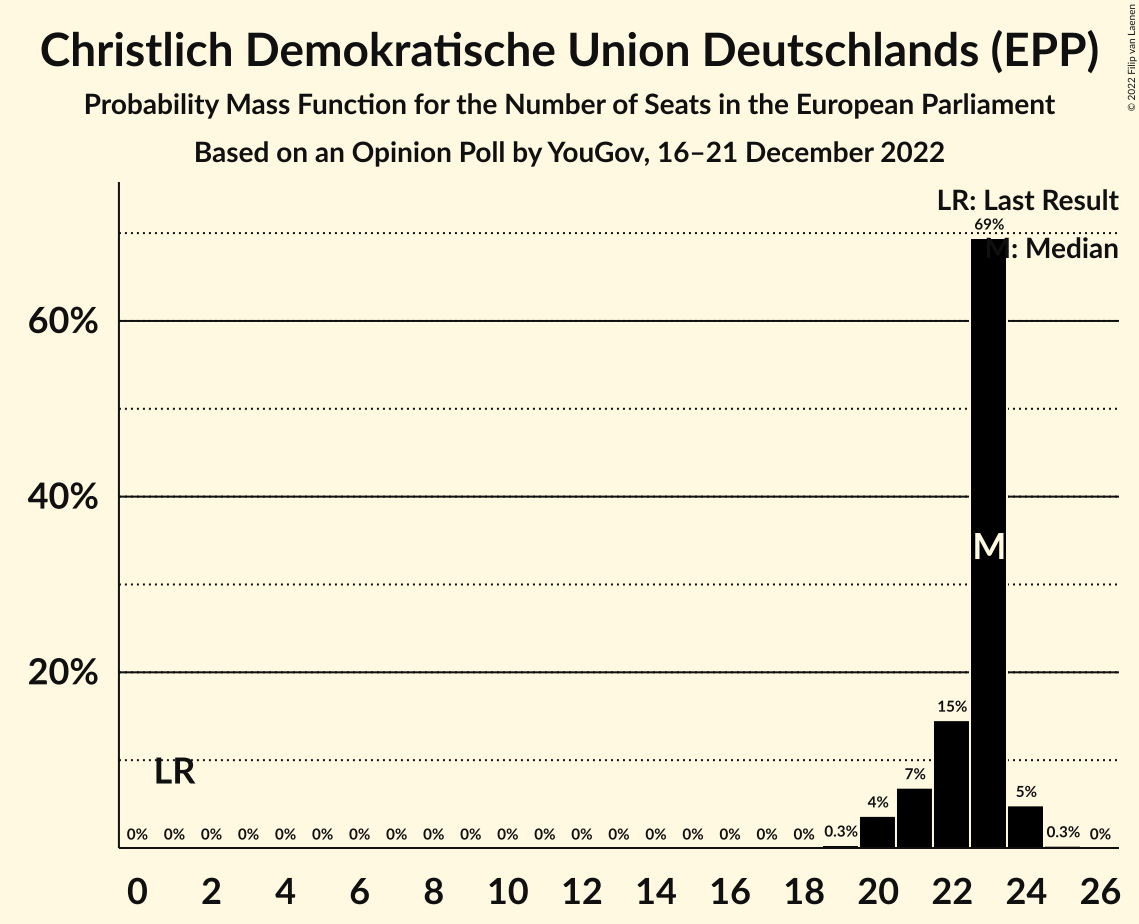 Christlich Demokratische Union Deutschlands (EPP)
Probability Mass Function for the Number of Seats in the European Parliament
Based on an Opinion Poll by YouGov, 16–21 December 2022
© 2022 Filip van Laenen
LR: Last Result
M: Median
69%
60%
40%
M
20%
15%
LR
7%
5%
4%
0% 0% 0% 0% 0% 0% 0% 0% 0% 0% 0% 0% 0% 0% 0% 0% 0% 0% 0% 0.3% 0.3% 0%
0 2 4 6 8 10 12 14 16 18 20 22 24 26